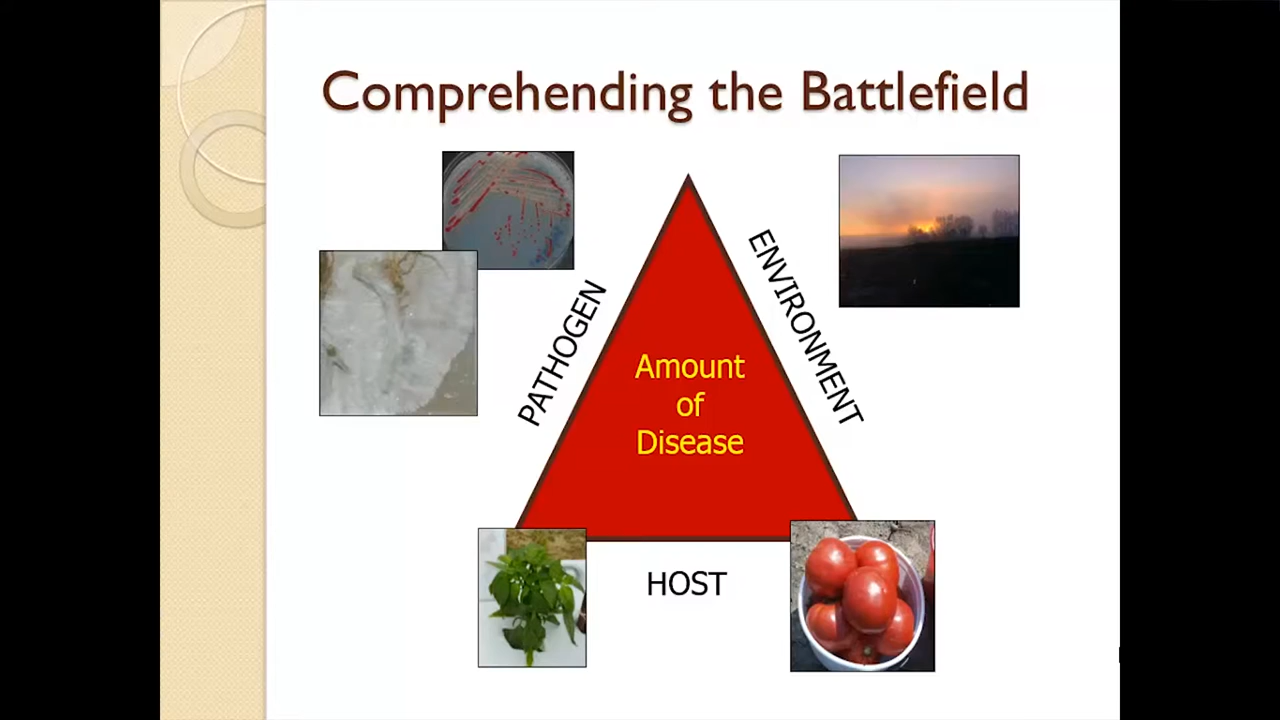 Comprehending the Battlefield
PATHOGEN
ENVIRONMENT
Amount
of
Disease
HOST